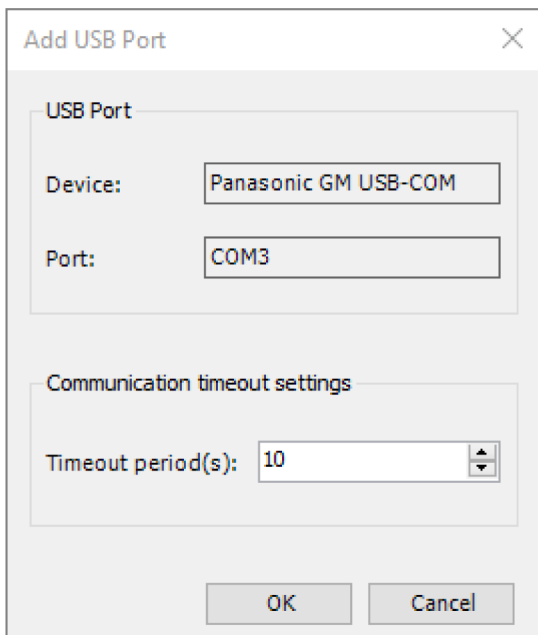 Add USB Port
USB Port
Device: Panasonic GM USB-COM
Port: COM3
Communication timeout settings
Timeout period(s): 10
OK Cancel